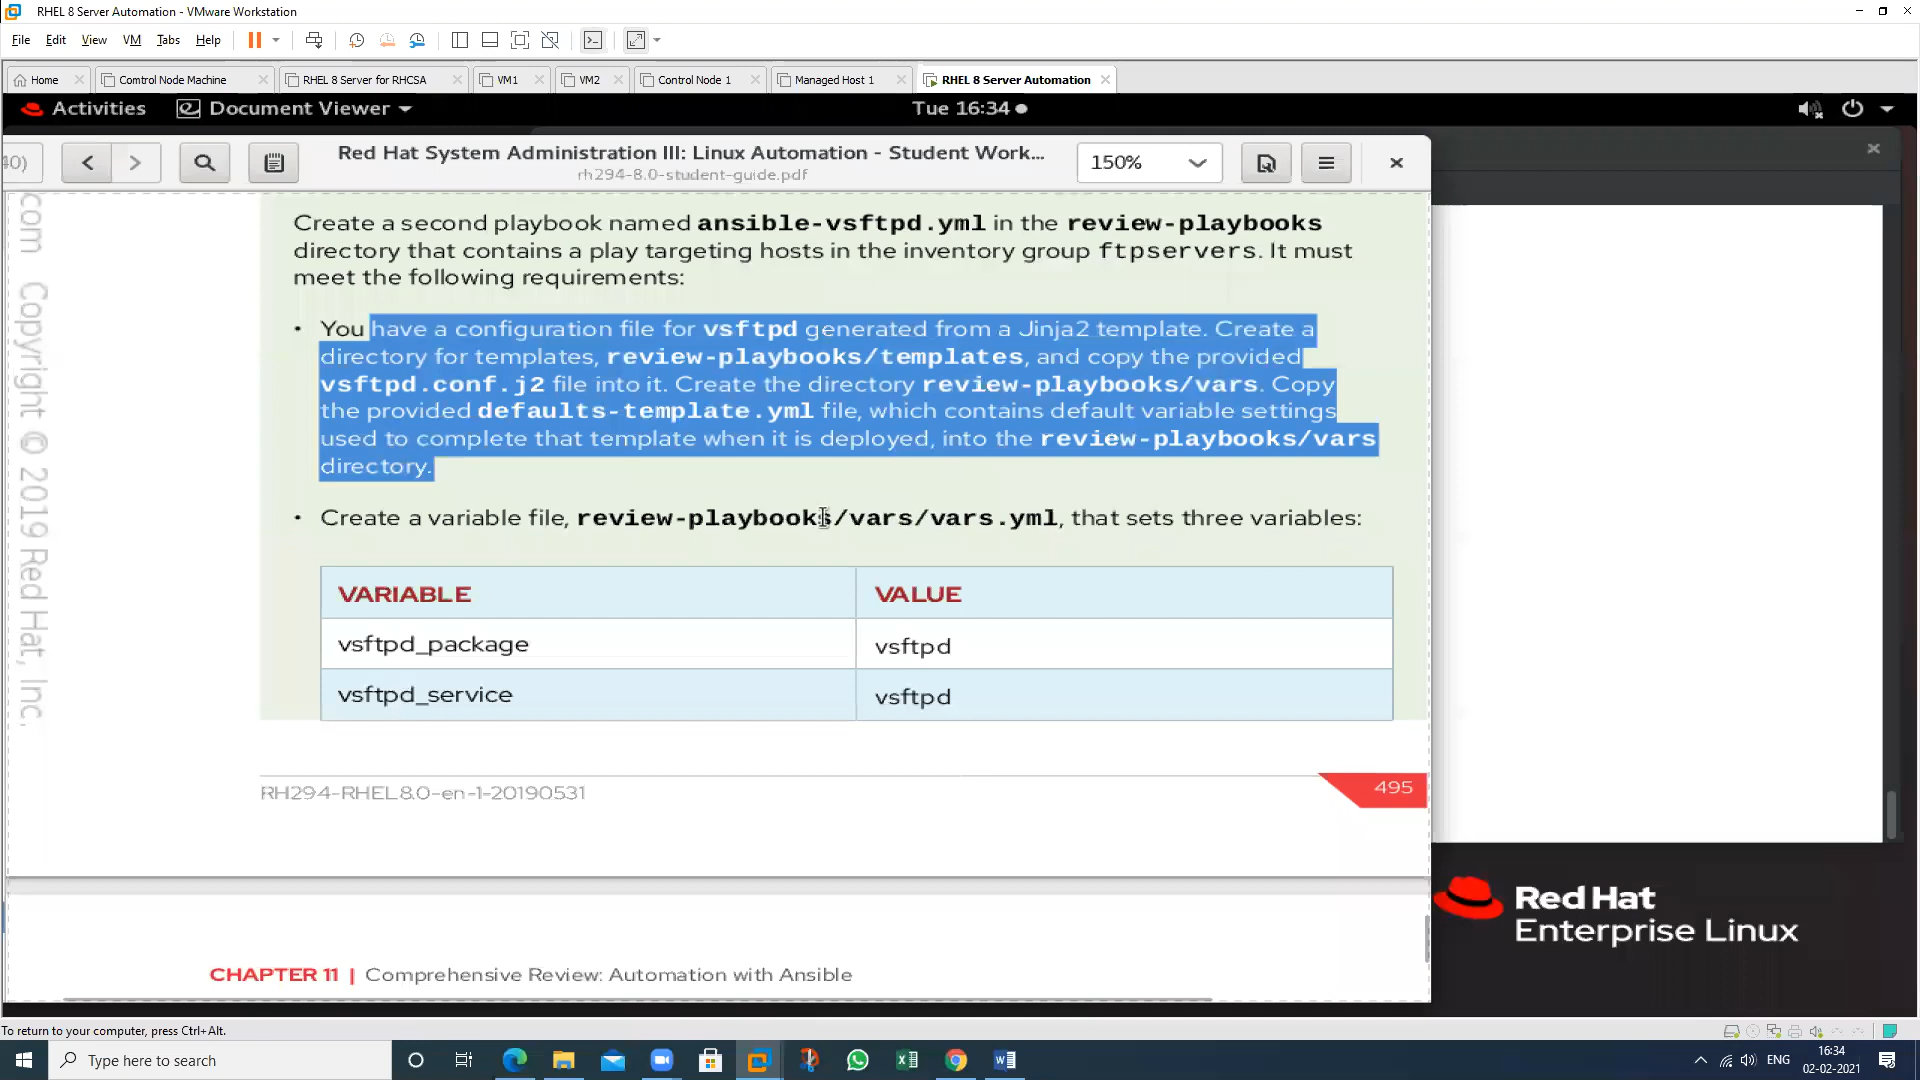 RHEL 8 Server Automation - VMware Workstation
File Edit View VM Tabs Help
Home Comtrol Node Machine RHEL 8 Server for RHCSA VM1 VM2 Control Node 1 Managed Host 1 RHEL 8 Server Automation
Activities Document Viewer Tue 16:34
40) Red Hat System Administration III: Linux Automation - Student Work... 150%
rh294-8.0-student-guide.pdf
com Copyright © 2019 Red Hat, Inc.
Create a second playbook named ansible-vsftpd.yml in the review-playbooks
directory that contains a play targeting hosts in the inventory group ftpservers. It must
meet the following requirements:
• You have a configuration file for vsftpd generated from a Jinja2 template. Create a
directory for templates, review-playbooks/templates, and copy the provided
vsftpd.conf.j2 file into it. Create the directory review-playbooks/vars. Copy
the provided defaults-template.yml file, which contains default variable settings
used to complete that template when it is deployed, into the review-playbooks/vars
directory.
• Create a variable file, review-playbooks/vars/vars.yml, that sets three variables:
VARIABLE VALUE
vsftpd_package vsftpd
vsftpd_service vsftpd
RH294-RHEL8.0-en-1-20190531 495
CHAPTER 11 | Comprehensive Review: Automation with Ansible
Red Hat
Enterprise Linux
To return to your computer, press Ctrl+Alt.
Type here to search
ENG
16:34
02-02-2021